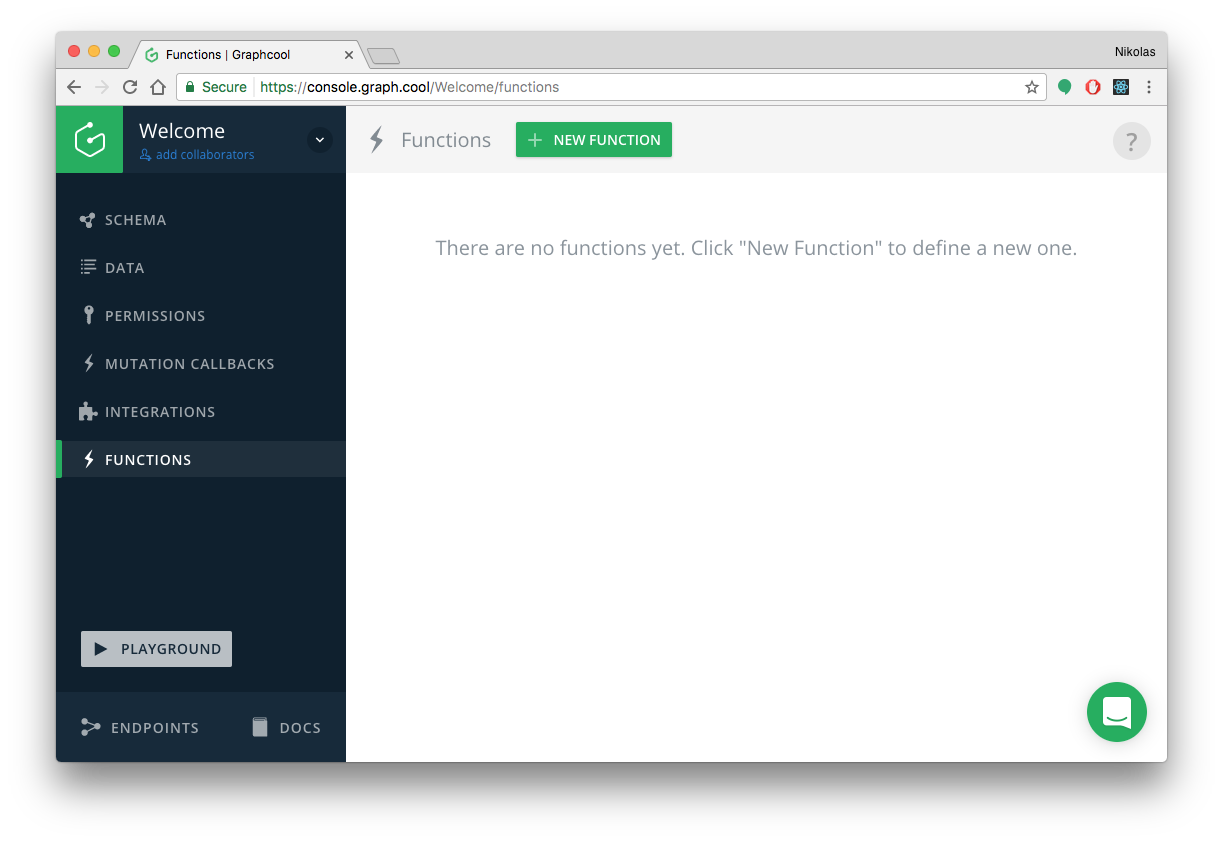 Functions | Graphcool
Nikolas
Secure https://console.graph.cool/Welcome/functions
Welcome
add collaborators
Functions
NEW FUNCTION
?
SCHEMA
DATA
PERMISSIONS
MUTATION CALLBACKS
INTEGRATIONS
FUNCTIONS
There are no functions yet. Click "New Function" to define a new one.
PLAYGROUND
ENDPOINTS
DOCS